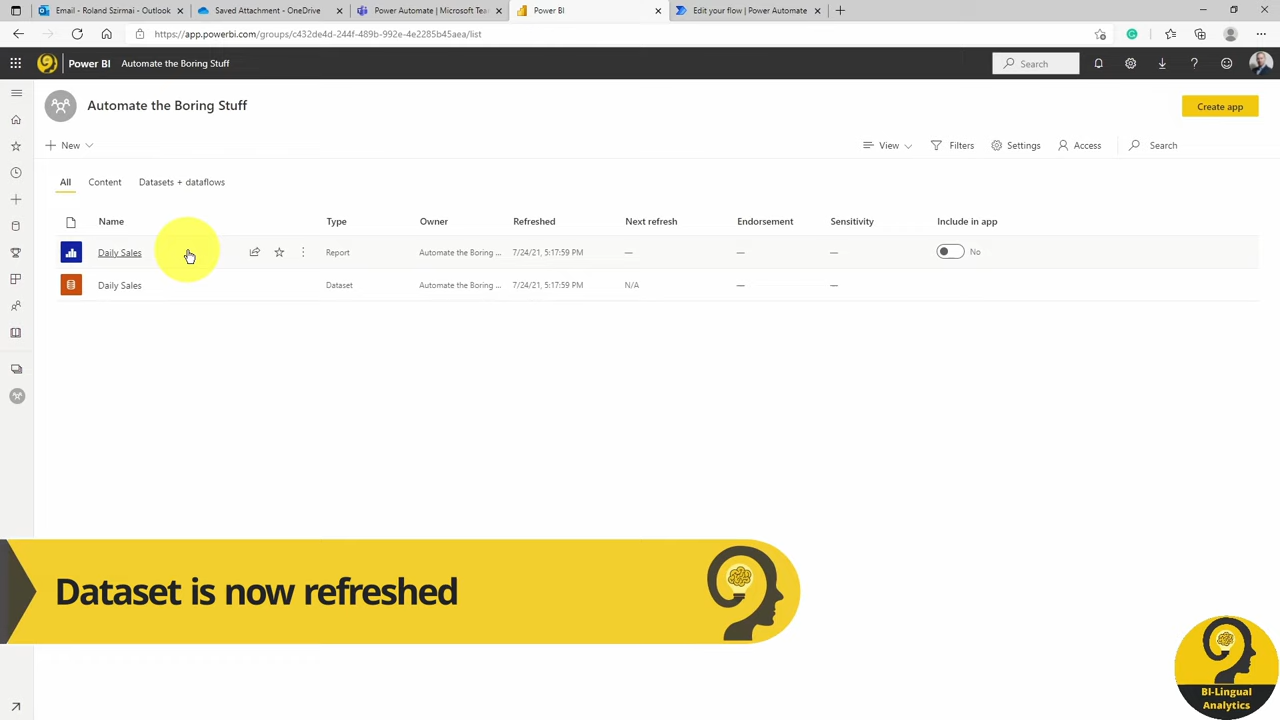 Email - Roland Szirmai - Outlook
Saved Attachment - OneDrive
Power Automate | Microsoft Tea
Power BI
Edit your flow | Power Automate
https://app.powerbi.com/groups/c432de4d-244f-489b-992e-4e2285b45aea/list
Power BI
Automate the Boring Stuff
Search
Automate the Boring Stuff
Create app
New
View
Filters
Settings
Access
Search
All
Content
Datasets + dataflows
Name
Type
Owner
Refreshed
Next refresh
Endorsement
Sensitivity
Include in app
Daily Sales
Report
Automate the Boring ...
7/24/21, 5:17:59 PM
—
—
—
No
Daily Sales
Dataset
Automate the Boring ...
7/24/21, 5:17:59 PM
N/A
—
—
Dataset is now refreshed
BI-Lingual
Analytics